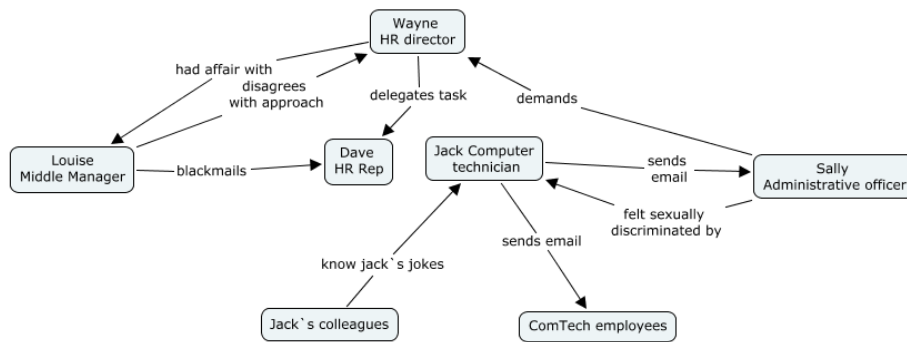 Wayne
HR director
had affair with
disagrees
with approach
delegates task
demands
Louise
Middle Manager
blackmails
Dave
HR Rep
Jack Computer
technician
sends
email
Sally
Administrative officer
felt sexually
discriminated by
sends email
know jack`s jokes
Jack`s colleagues
ComTech employees